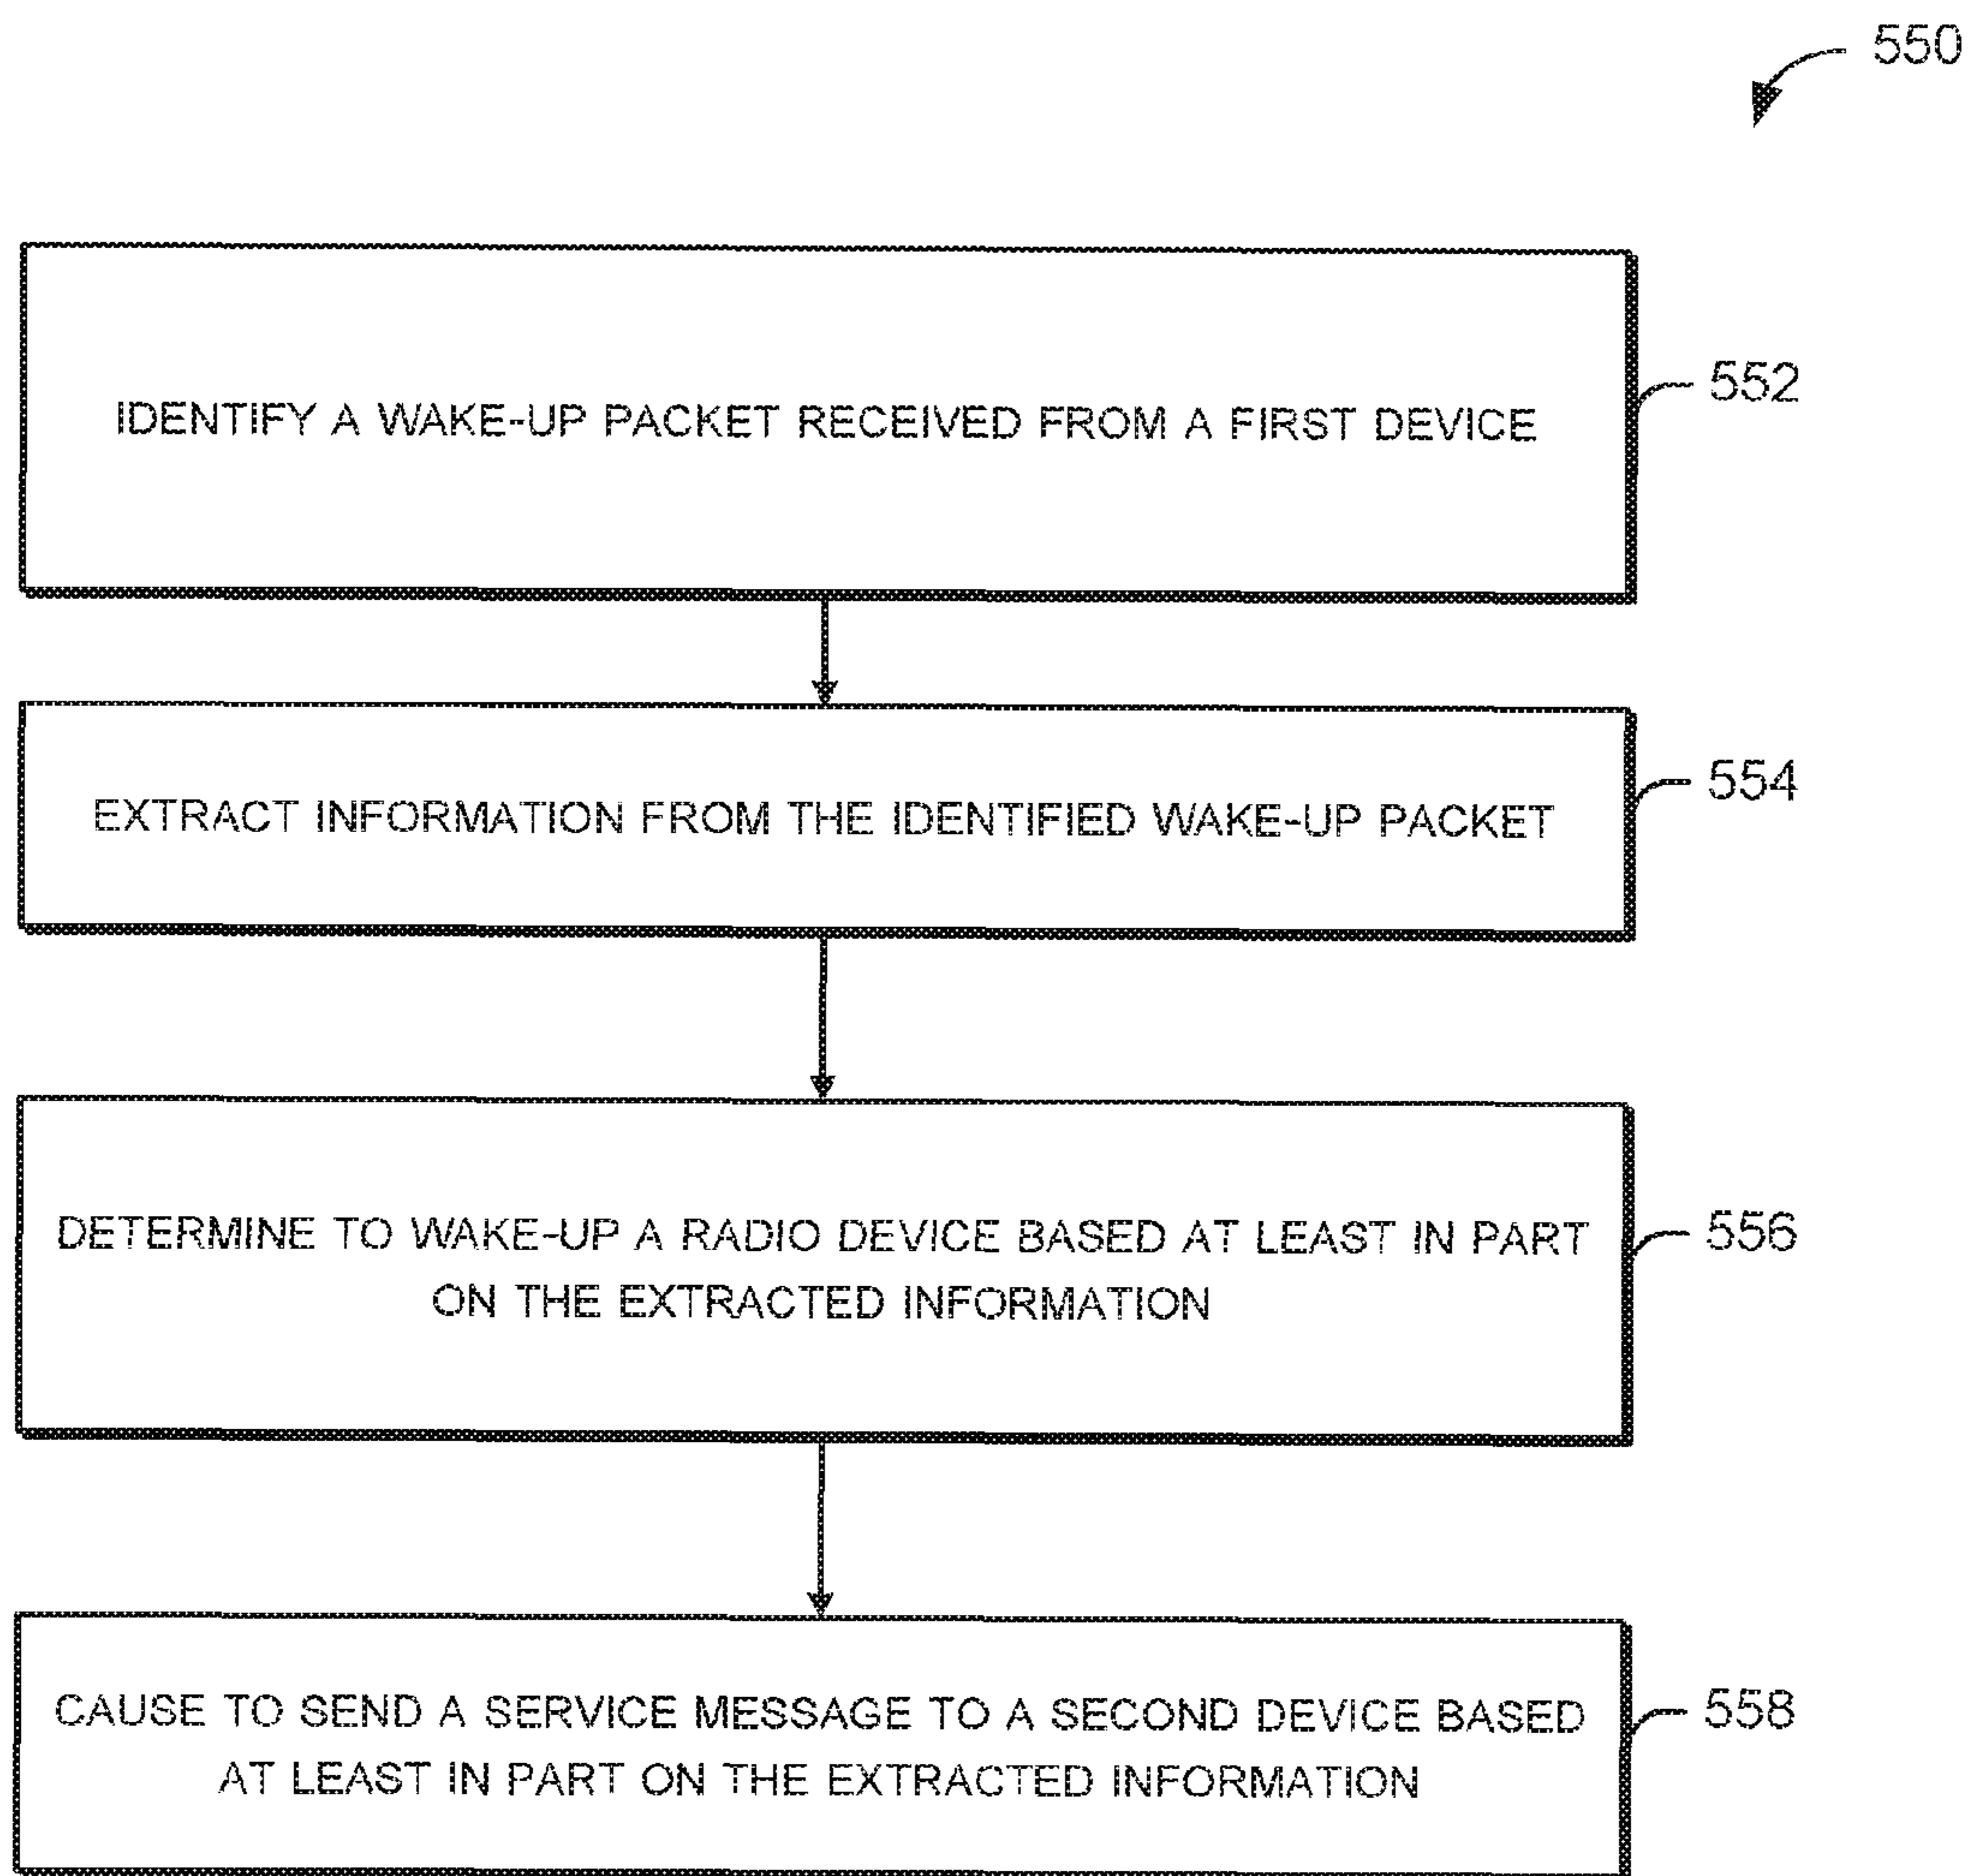 550
IDENTIFY A WAKE-UP PACKET RECEIVED FROM A FIRST DEVICE
552
EXTRACT INFORMATION FROM THE IDENTIFIED WAKE-UP PACKET
554
DETERMINE TO WAKE-UP A RADIO DEVICE BASED AT LEAST IN PART
ON THE EXTRACTED INFORMATION
556
CAUSE TO SEND A SERVICE MESSAGE TO A SECOND DEVICE BASED
AT LEAST IN PART ON THE EXTRACTED INFORMATION
558